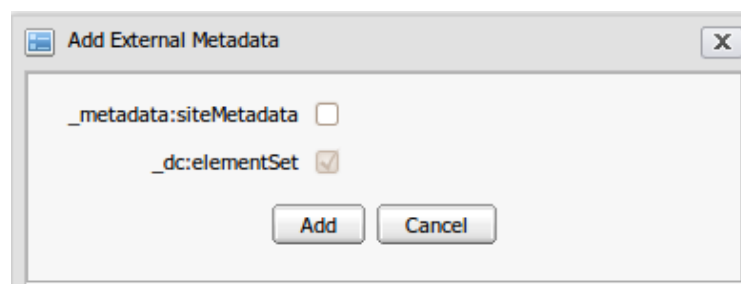 Add External Metadata
_metadata:siteMetadata
_dc:elementSet
Add Cancel